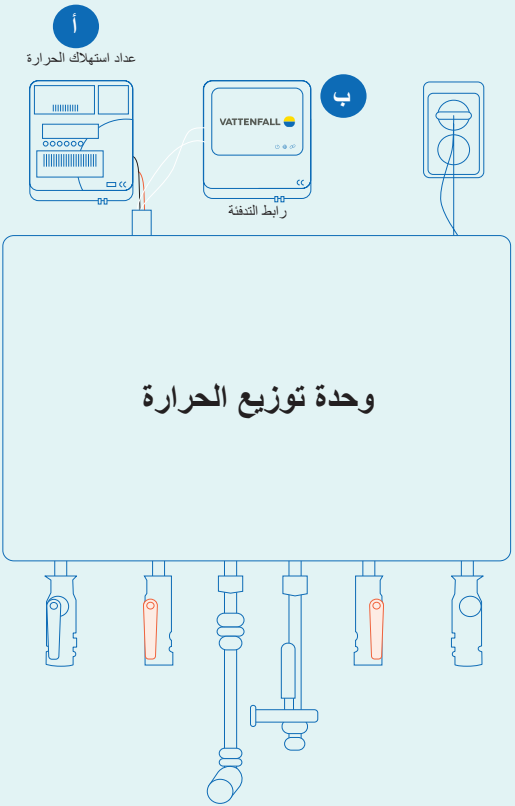 أ
عداد استهلاك الحرارة
ب
VATTENFALL
رابط التدفئة
وحدة توزيع الحرارة